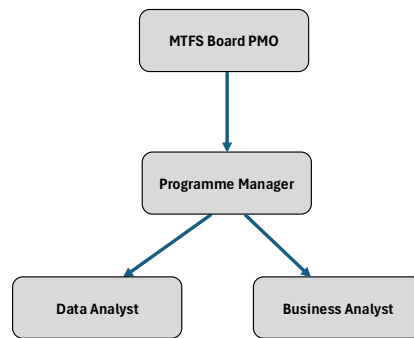 MTFS Board PMO
Programme Manager
Data Analyst
Business Analyst